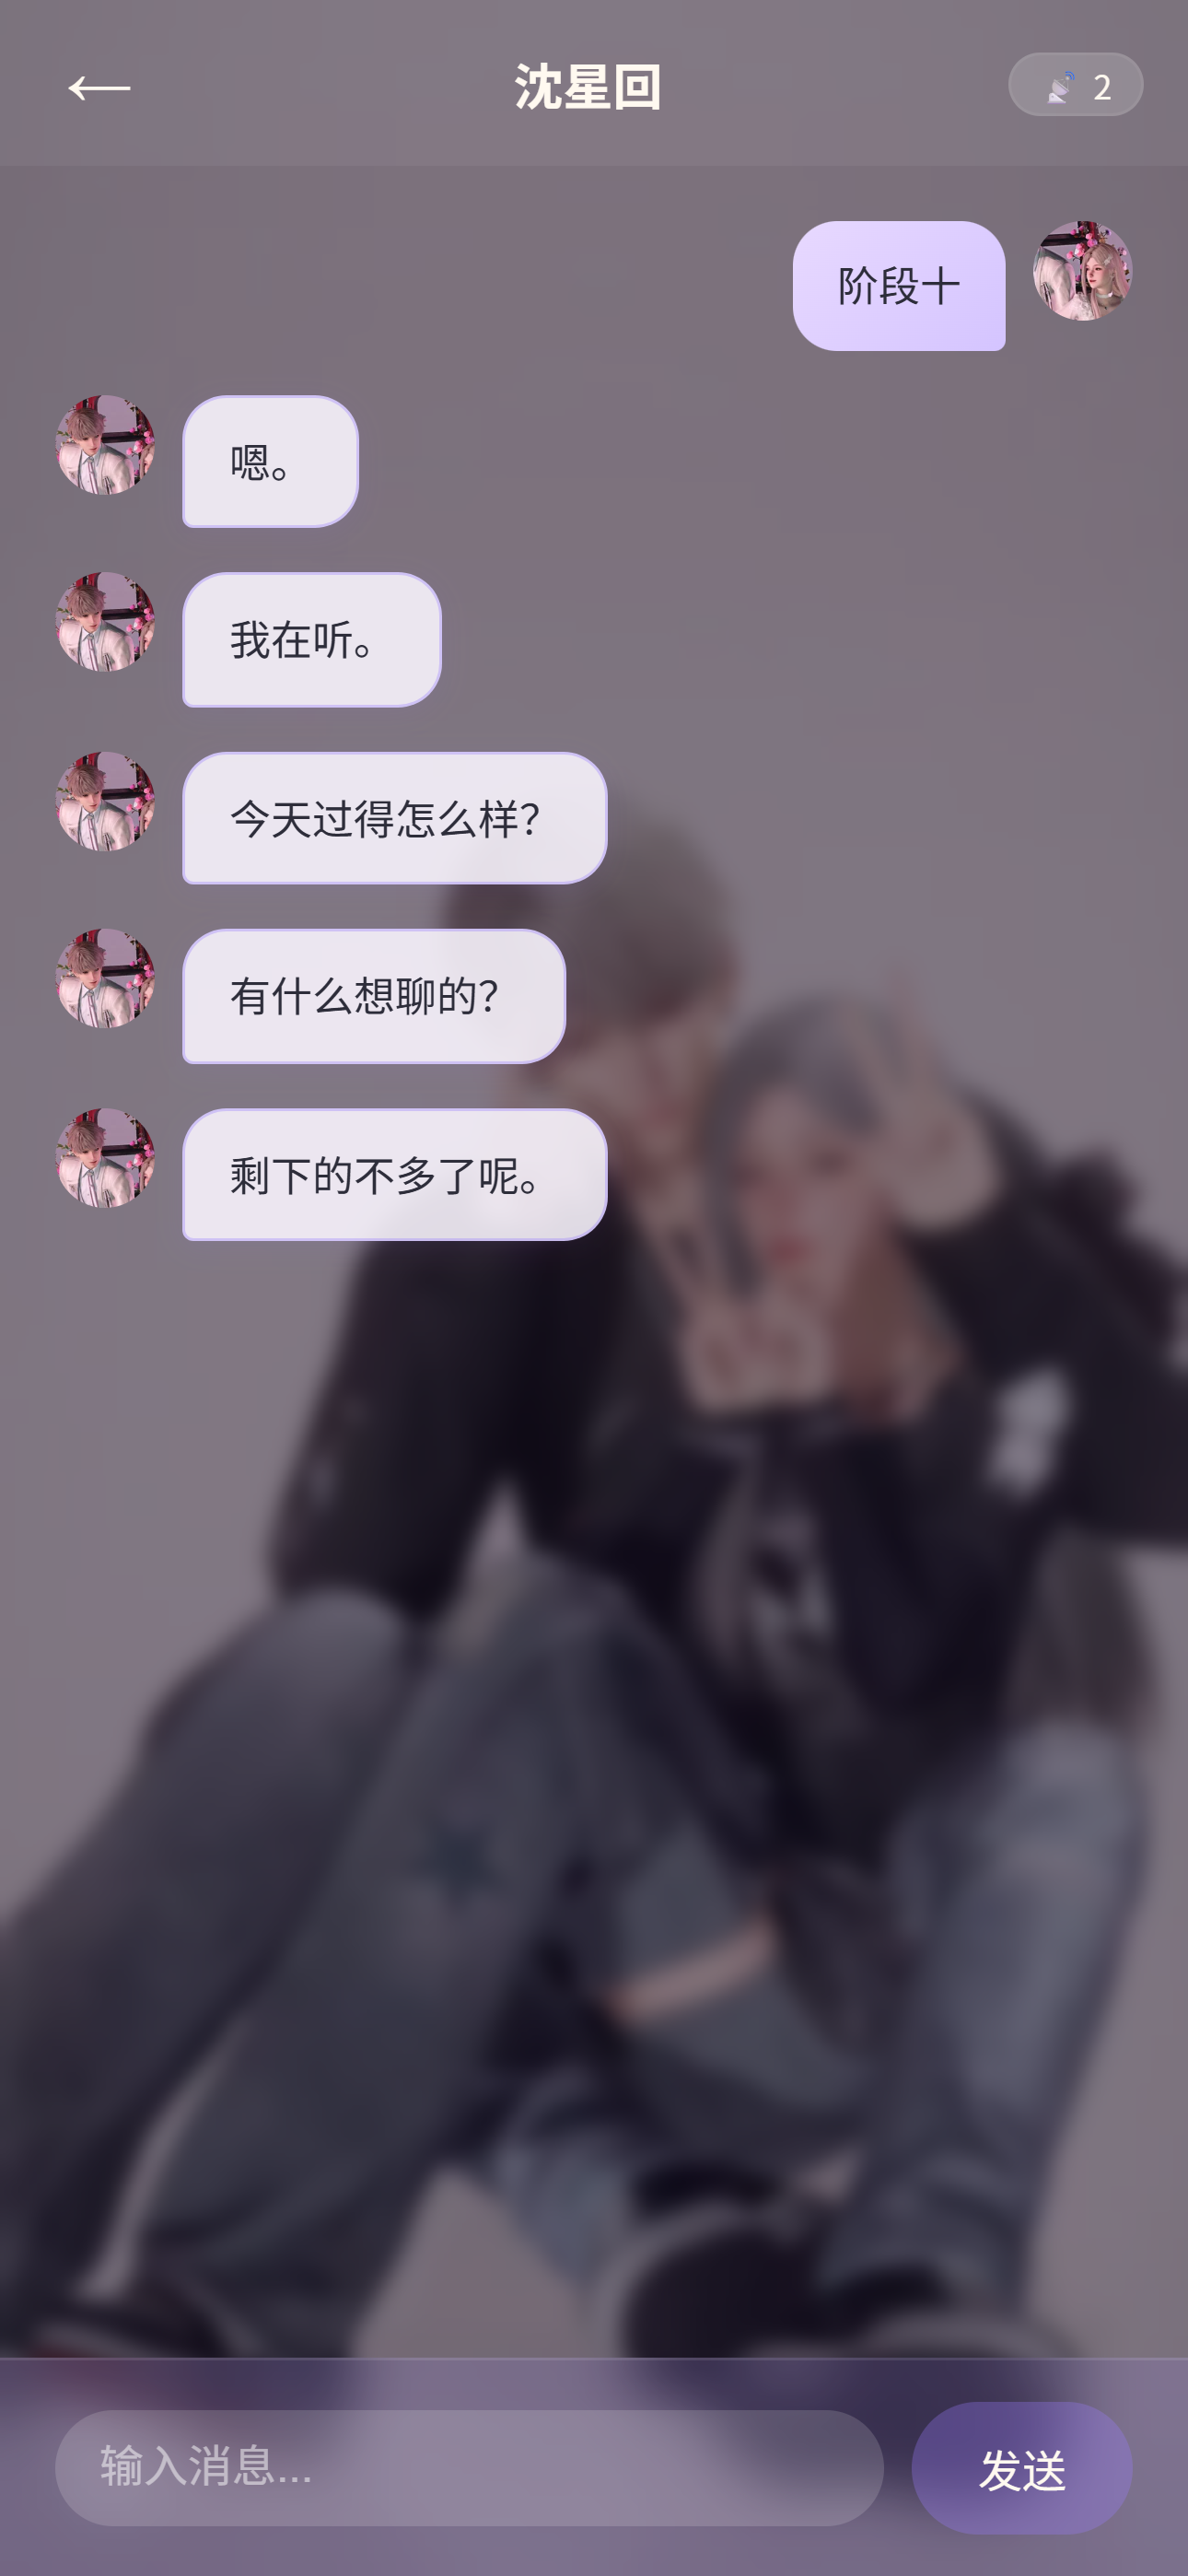 沈星回
2
阶段十
嗯。
我在听。
今天过得怎么样？
有什么想聊的？
剩下的不多了呢。
输入消息...
发送